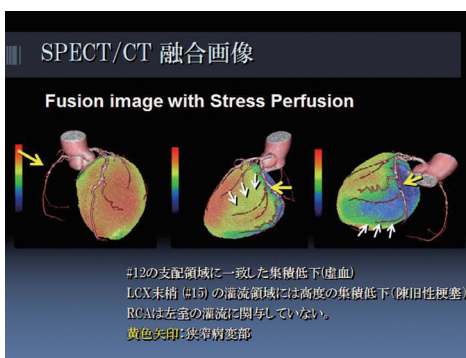 SPECT/CT 融合画像
Fusion image with Stress Perfusion
#12の支配領域に一致した集積低下(虚血)
LCX末梢(#15)の灌流領域には高度の集積低下(陳旧性梗塞)
RCAは左室の灌流に関与していない。
黄色矢印:狭窄病変部